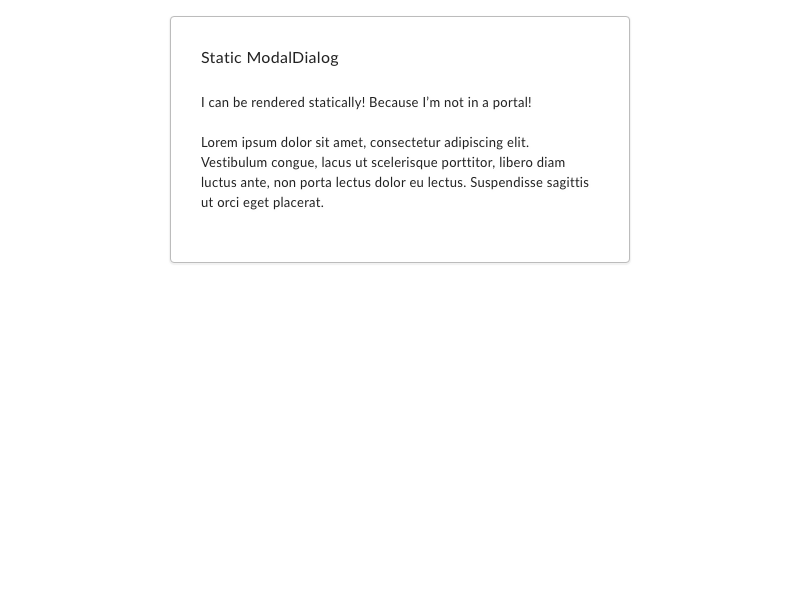 Static ModalDialog
I can be rendered statically! Because I’m not in a portal!
Lorem ipsum dolor sit amet, consectetur adipiscing elit.
Vestibulum congue, lacus ut scelerisque porttitor, libero diam
luctus ante, non porta lectus dolor eu lectus. Suspendisse sagittis
ut orci eget placerat.